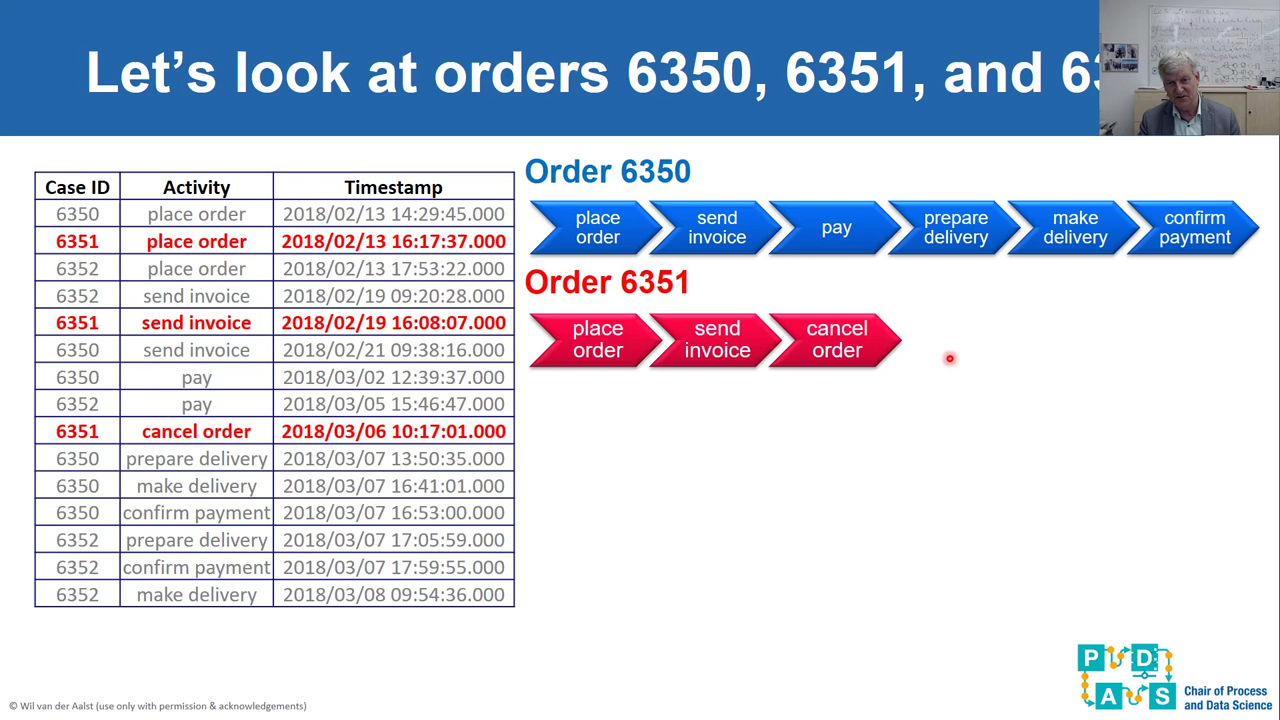 Let's look at orders 6350, 6351, and 63
Case ID Activity Timestamp
6350 place order 2018/02/13 14:29:45.000
6351 place order 2018/02/13 16:17:37.000
6352 place order 2018/02/13 17:53:22.000
6352 send invoice 2018/02/19 09:20:28.000
6351 send invoice 2018/02/19 16:08:07.000
6350 send invoice 2018/02/21 09:38:16.000
6350 pay 2018/03/02 12:39:37.000
6352 pay 2018/03/05 15:46:47.000
6351 cancel order 2018/03/06 10:17:01.000
6350 prepare delivery 2018/03/07 13:50:35.000
6350 make delivery 2018/03/07 16:41:01.000
6350 confirm payment 2018/03/07 16:53:00.000
6352 prepare delivery 2018/03/07 17:05:59.000
6352 confirm payment 2018/03/07 17:59:55.000
6352 make delivery 2018/03/08 09:54:36.000
Order 6350
place
order
send
invoice
pay
prepare
delivery
make
delivery
confirm
payment
Order 6351
place
order
send
invoice
cancel
order
P D
A S
Chair of Process
and Data Science
© Wil van der Aalst (use only with permission & acknowledgements)